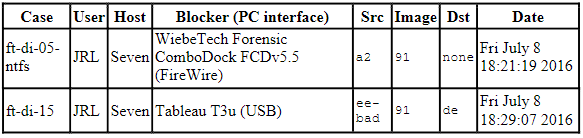 Case User Host Blocker (PC interface) Src Image Dst Date
ft-di-05-
ntfs JRL Seven WiebeTech Forensic
ComboDock FCDv5.5
(FireWire) a2 91 none Fri July 8
18:21:19 2016
ft-di-15 JRL Seven Tableau T3u (USB) ee-
bad 91 de Fri July 8
18:29:07 2016